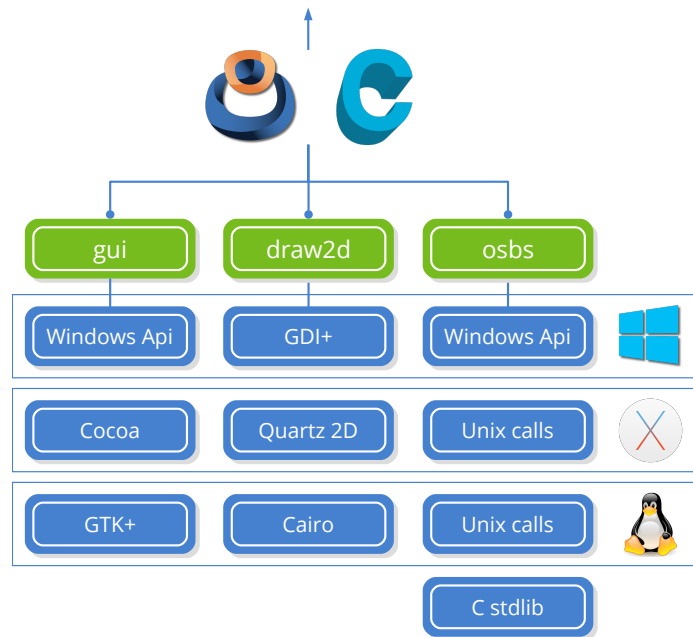 C
gui
draw2d
osbs
Windows Api
GDI+
Windows Api
Cocoa
Quartz 2D
Unix calls
X
GTK+
Cairo
Unix calls
C stdlib